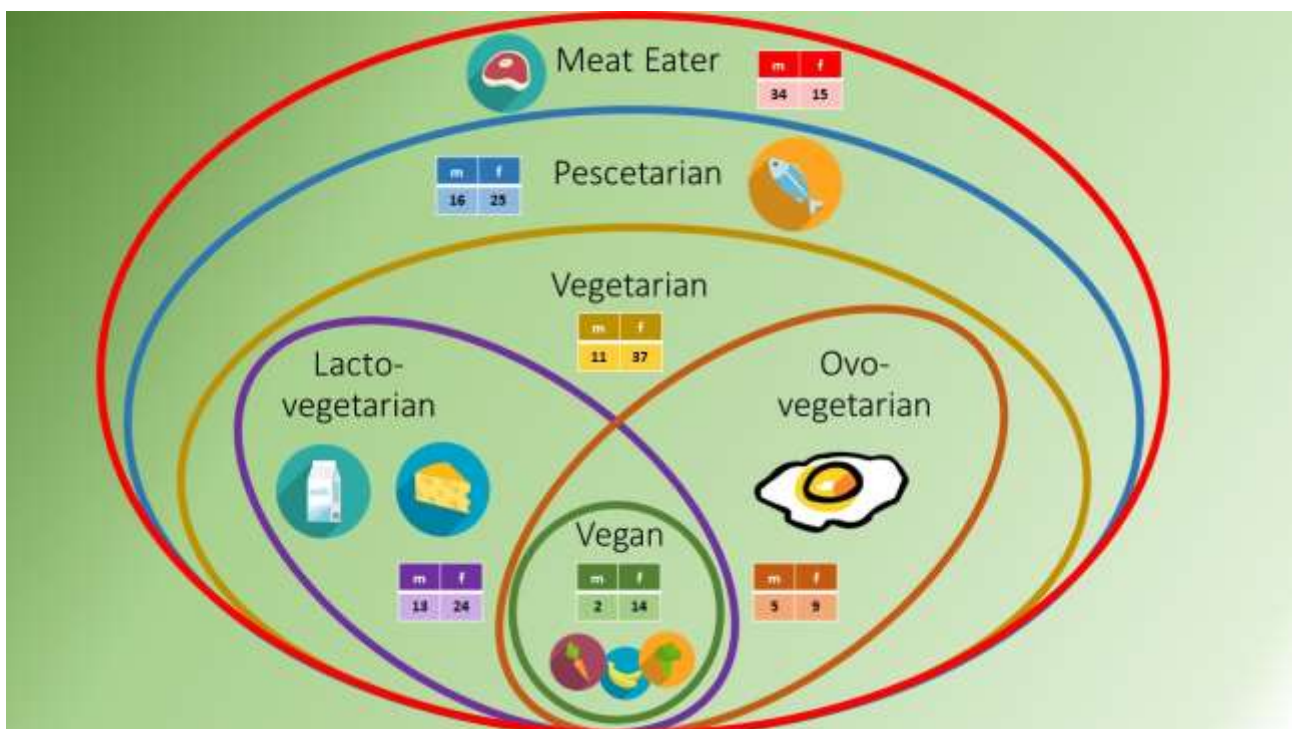 Meat Eater
m f
34 15
Pescetarian
m f
16 25
Vegetarian
m f
11 37
Lacto-
vegetarian
m f
13 24
Ovo-
vegetarian
m f
5 9
Vegan
m f
2 14